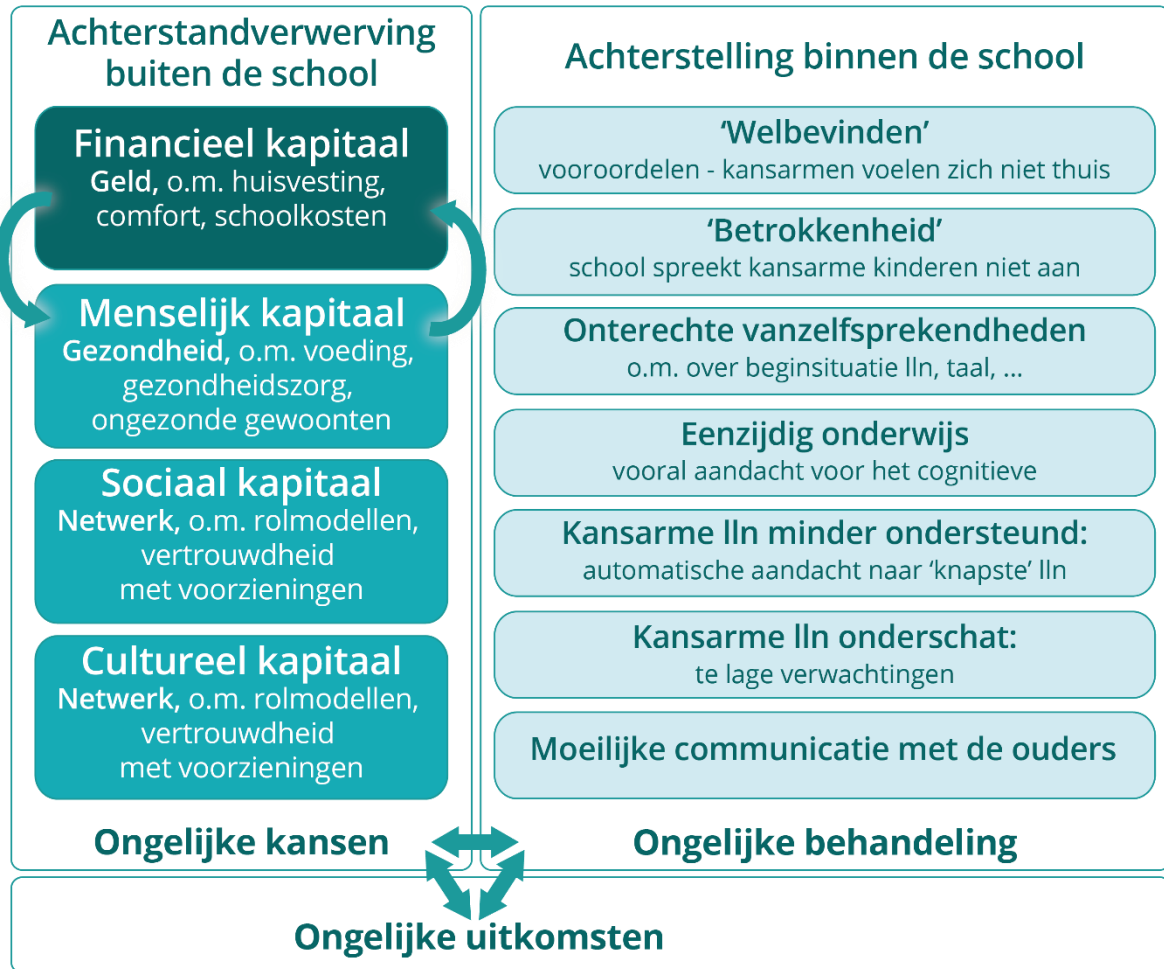 Achterstandverwerving
buiten de school
Financieel kapitaal
Geld, o.m. huisvesting,
comfort, schoolkosten
Menselijk kapitaal
Gezondheid, o.m. voeding,
gezondheidszorg,
ongezonde gewoonten
Sociaal kapitaal
Netwerk, o.m. rolmodellen,
vertrouwdheid
met voorzieningen
Cultureel kapitaal
Netwerk, o.m. rolmodellen,
vertrouwdheid
met voorzieningen
Ongelijke kansen
Achterstelling binnen de school
‘Welbevinden’
vooroordelen - kansarmen voelen zich niet thuis
‘Betrokkenheid’
school spreekt kansarme kinderen niet aan
Onterechte vanzelfsprekendheden
o.m. over beginsituatie lln, taal, ...
Eenzijdig onderwijs
vooral aandacht voor het cognitieve
Kansarme lln minder ondersteund:
automatische aandacht naar ‘knapste’ lln
Kansarme lln onderschat:
te lage verwachtingen
Moeilijke communicatie met de ouders
Ongelijke behandeling
Ongelijke uitkomsten